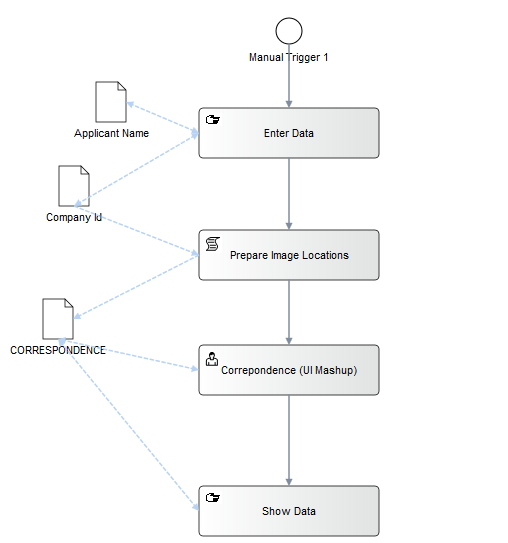 Manual Trigger 1
Applicant Name
Enter Data
Company Id
Prepare Image Locations
CORRESPONDENCE
Correpondence (UI Mashup)
Show Data